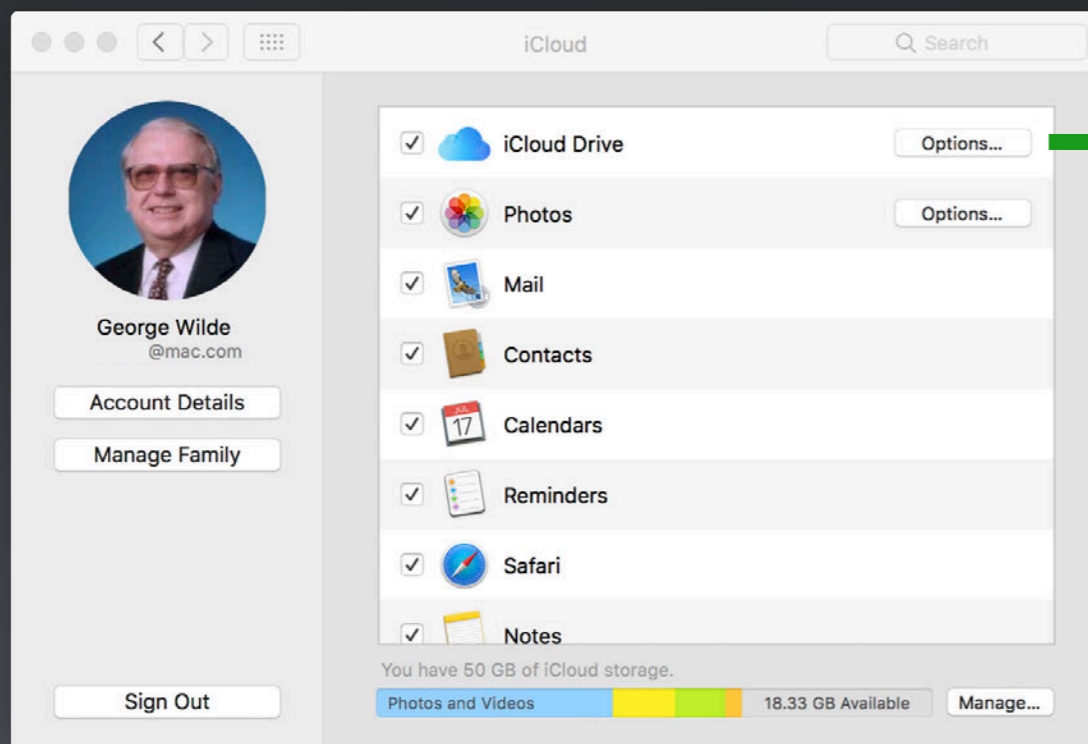 iCloud
Search
George Wilde
@mac.com
Account Details
Manage Family
Sign Out
iCloud Drive
Options...
Photos
Options...
Mail
Contacts
JUL
17
Calendars
Reminders
Safari
Notes
You have 50 GB of iCloud storage.
Photos and Videos
18.33 GB Available
Manage...